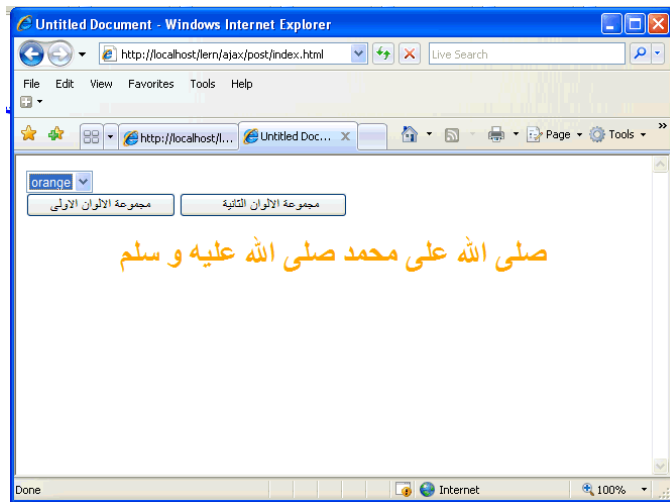 Untitled Document - Windows Internet Explorer
http://localhost/lern/ajax/post/index.html Live Search
File Edit View Favorites Tools Help
http://localhost/l... Untitled Doc... X Page Tools »
orange
مجموعة الالوان الاولى مجموعة الالوان الثانية
صلى الله على محمد صلى الله عليه و سلم
Done Internet 100%